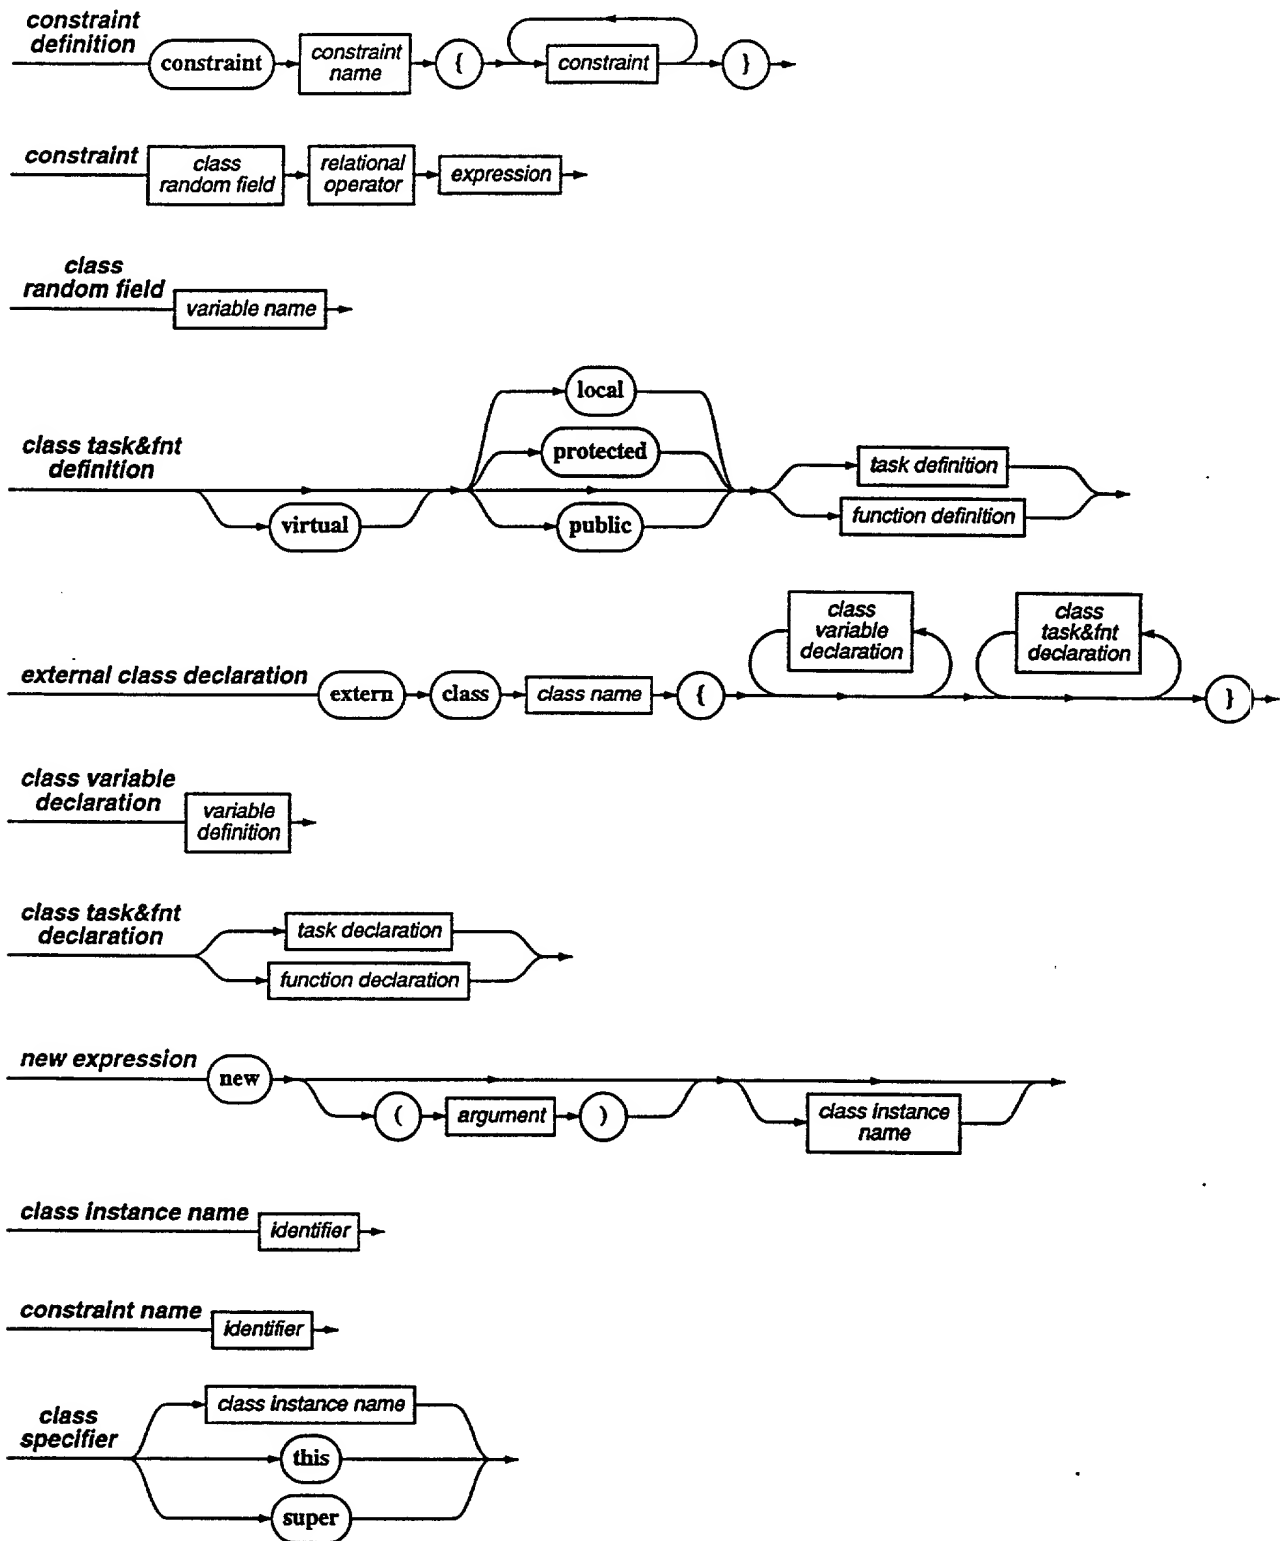 constraint
definition
constraint
constraint
name
{
constraint
}
constraint
class
random field
relational
operator
expression
class
random field
variable name
class task&fnt
definition
virtual
local
protected
public
task definition
function definition
external class declaration
extern
class
class name
{
class
variable
declaration
class
task&fnt
declaration
}
class variable
declaration
variable
definition
class task&fnt
declaration
task declaration
function declaration
new expression
new
(
argument
)
class instance
name
class instance name
identifier
constraint name
identifier
class
specifier
class instance name
this
super